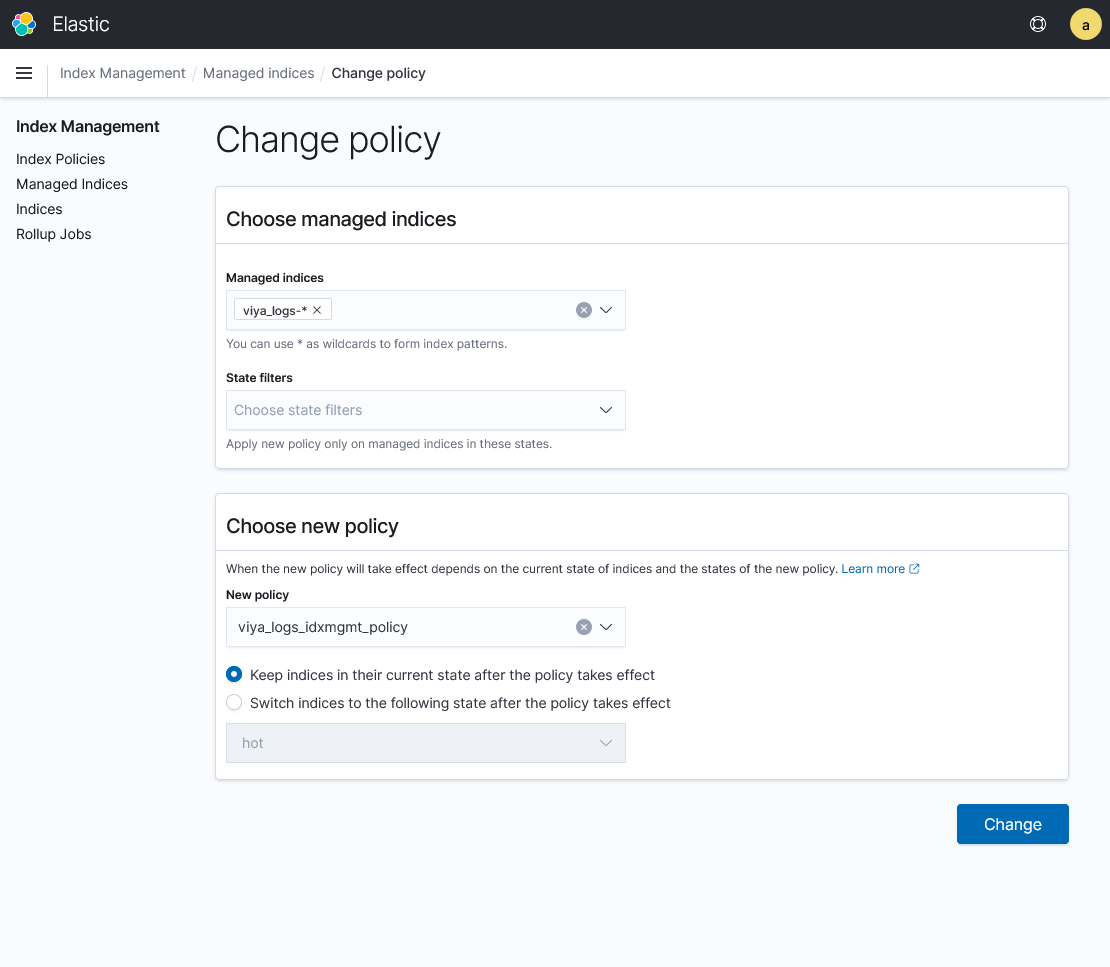 Elastic
a
Index Management / Managed indices / Change policy
Index Management
Index Policies
Managed Indices
Indices
Rollup Jobs
Change policy
Choose managed indices
Managed indices
viya_logs-*
You can use * as wildcards to form index patterns.
State filters
Choose state filters
Apply new policy only on managed indices in these states.
Choose new policy
When the new policy will take effect depends on the current state of indices and the states of the new policy. Learn more
New policy
viya_logs_idxmgmt_policy
Keep indices in their current state after the policy takes effect
Switch indices to the following state after the policy takes effect
hot
Change